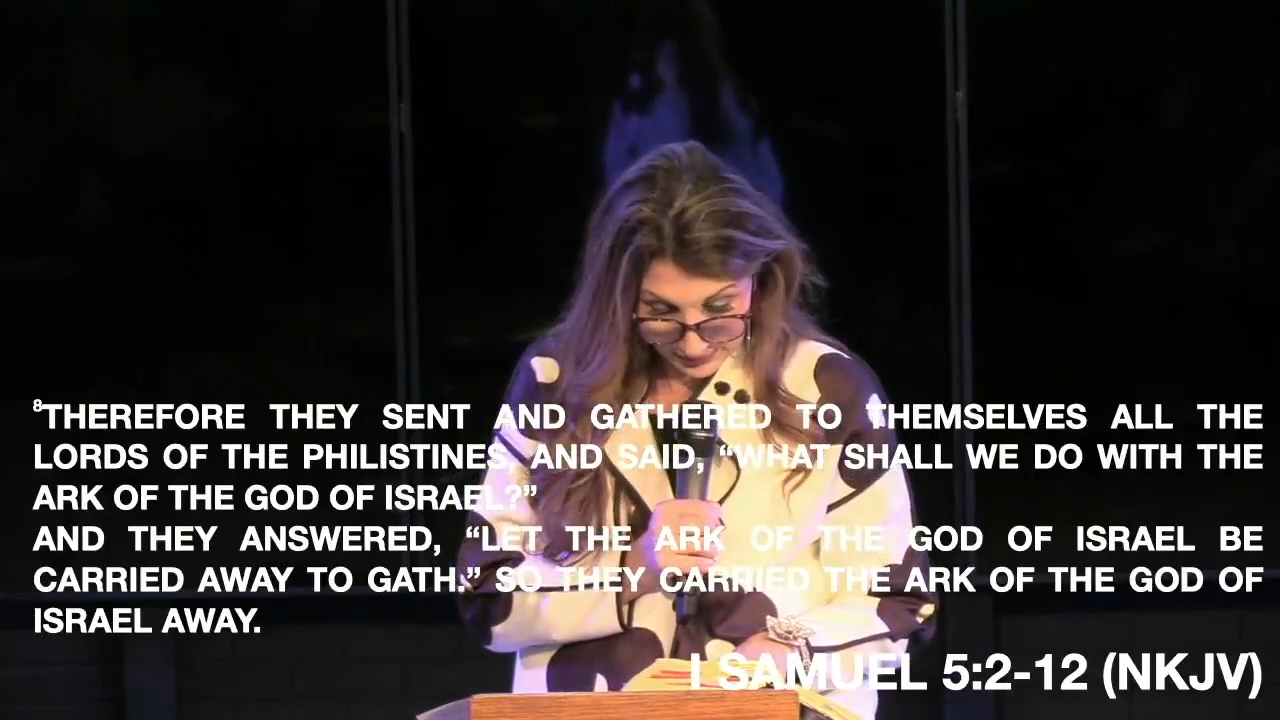 ⁸THEREFORE THEY SENT AND GATHERED TO THEMSELVES ALL THE
LORDS OF THE PHILISTINES, AND SAID, “WHAT SHALL WE DO WITH THE
ARK OF THE GOD OF ISRAEL?”
AND THEY ANSWERED, “LET THE ARK OF THE GOD OF ISRAEL BE
CARRIED AWAY TO GATH.” SO THEY CARRIED THE ARK OF THE GOD OF
ISRAEL AWAY.
I SAMUEL 5:2-12 (NKJV)